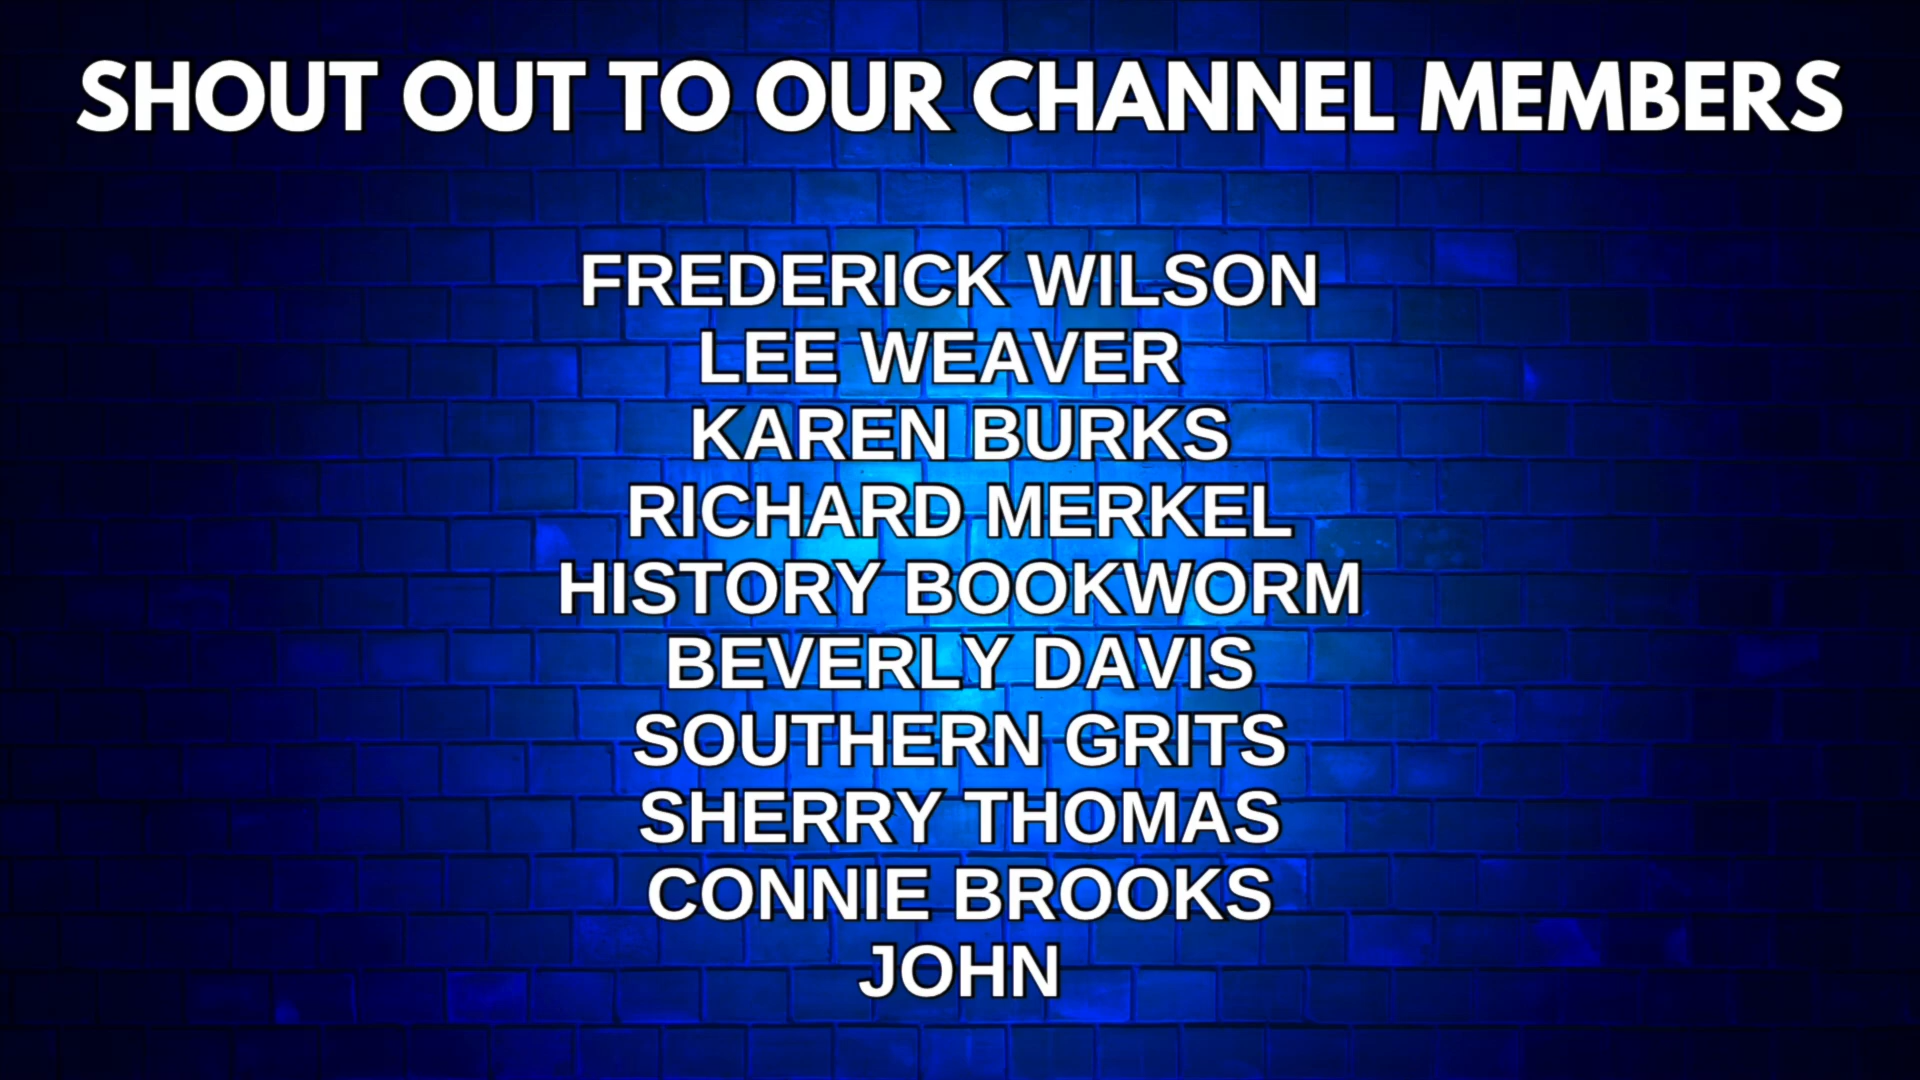 SHOUT OUT TO OUR CHANNEL MEMBERS
FREDERICK WILSON
LEE WEAVER
KAREN BURKS
RICHARD MERKEL
HISTORY BOOKWORM
BEVERLY DAVIS
SOUTHERN GRITS
SHERRY THOMAS
CONNIE BROOKS
JOHN